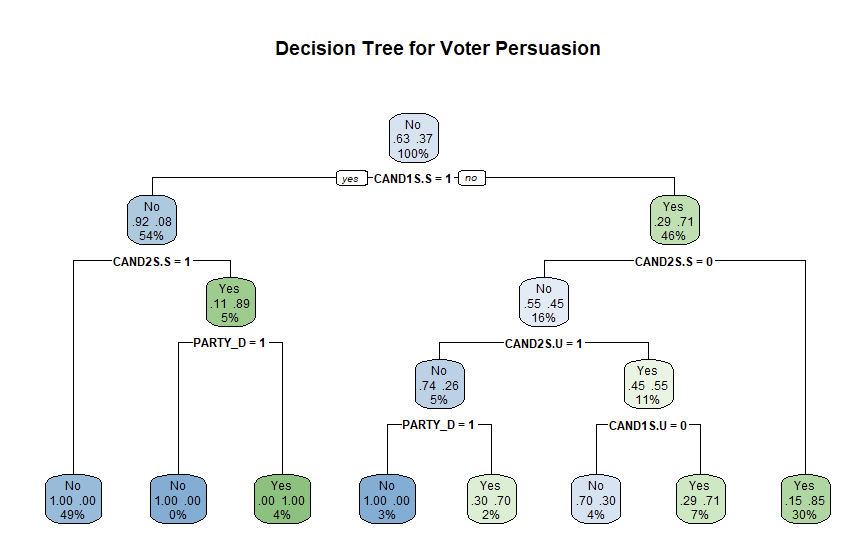 Decision Tree for Voter Persuasion
No
.63 .37
100%
yes CAND1S.S = 1 no
No
.92 .08
54%
Yes
.29 .71
46%
CAND2S.S = 1
CAND2S.S = 0
Yes
.11 .89
5%
No
.55 .45
16%
PARTY_D = 1
CAND2S.U = 1
No
.74 .26
5%
Yes
.45 .55
11%
PARTY_D = 1
CAND1S.U = 0
No
1.00 .00
49%
No
1.00 .00
0%
Yes
.00 1.00
4%
No
1.00 .00
3%
Yes
.30 .70
2%
No
.70 .30
4%
Yes
.29 .71
7%
Yes
.15 .85
30%